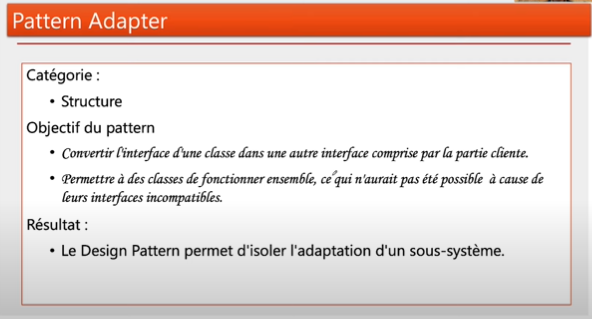 Pattern Adapter
Catégorie :
• Structure
Objectif du pattern
• Convertir l'interface d'une classe dans une autre interface comprise par la partie cliente.
• Permettre à des classes de fonctionner ensemble, ce qui n'aurait pas été possible à cause de
leurs interfaces incompatibles.
Résultat :
• Le Design Pattern permet d'isoler l'adaptation d'un sous-système.